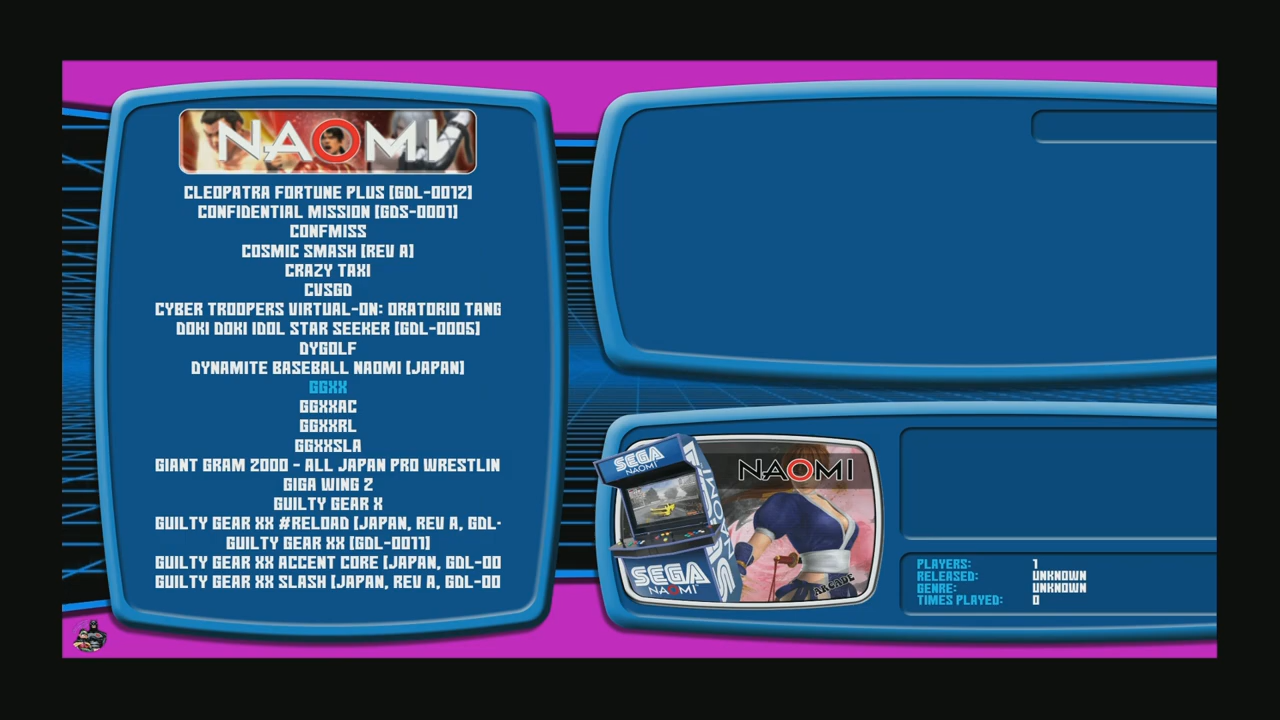 NAOMI
CLEOPATRA FORTUNE PLUS [GDL-0012]
CONFIDENTIAL MISSION [GDS-0001]
CONFMISS
COSMIC SMASH [REV A]
CRAZY TAXI
CVSGD
CYBER TROOPERS VIRTUAL-ON: ORATORIO TANG
DOKI DOKI IDOL STAR SEEKER [GDL-0005]
DYGOLF
DYNAMITE BASEBALL NAOMI [JAPAN]
GGXX
GGXXAC
GGXXRL
GGXXSLA
GIANT GRAM 2000 - ALL JAPAN PRO WRESTLIN
GIGA WING 2
GUILTY GEAR X
GUILTY GEAR XX #RELOAD [JAPAN, REV A, GDL-
GUILTY GEAR XX [GDL-0011]
GUILTY GEAR XX ACCENT CORE [JAPAN, GDL-00
GUILTY GEAR XX SLASH [JAPAN, REV A, GDL-00
SEGA
NAOMI
NAOMI
SEGA
NAOMI
NAOMI
ARCADE
PLAYERS: 1
RELEASED: UNKNOWN
GENRE: UNKNOWN
TIMES PLAYED: 0